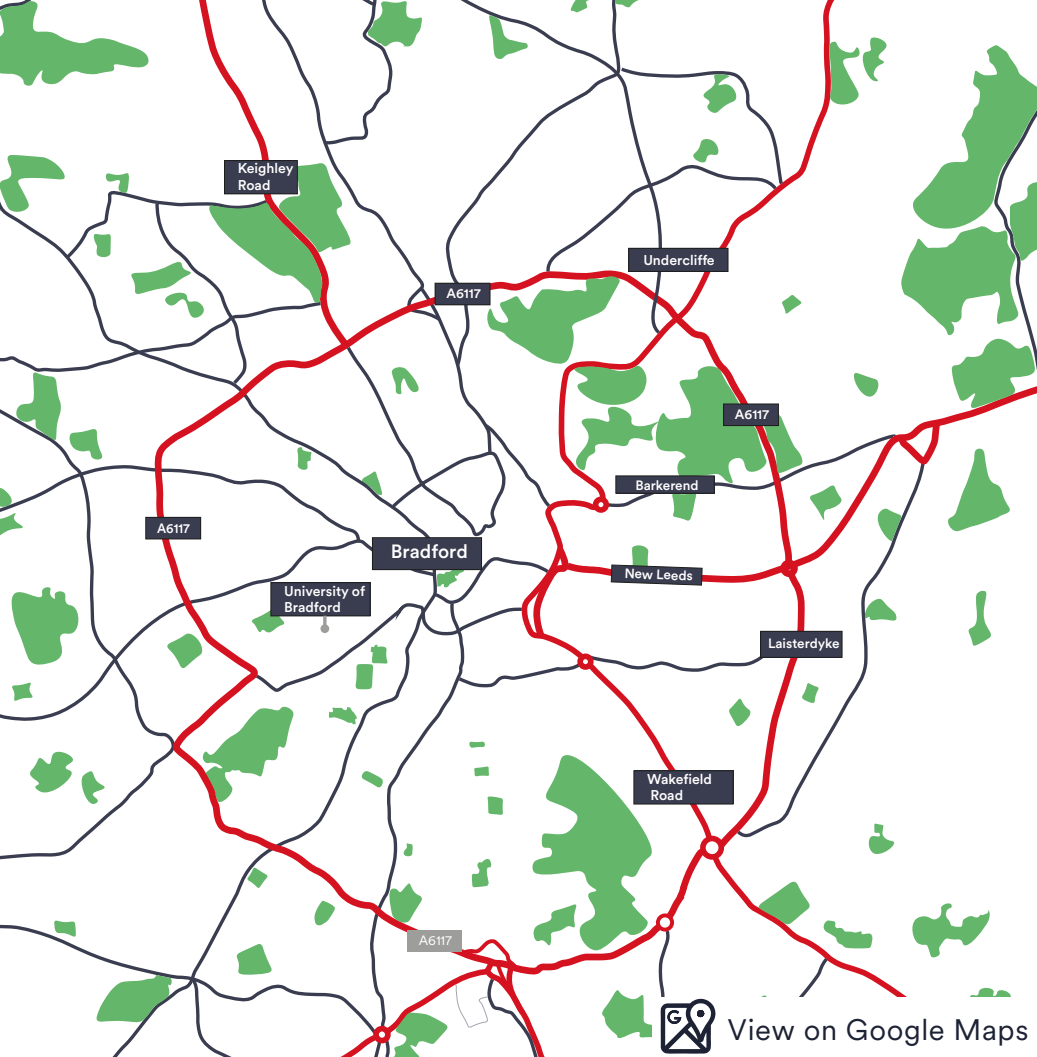 Keighley
Road
Undercliffe
A6117
A6117
Barkerend
A6117
Bradford
New Leeds
University of
Bradford
Laisterdyke
Wakefield
Road
A6117
G
View on Google Maps